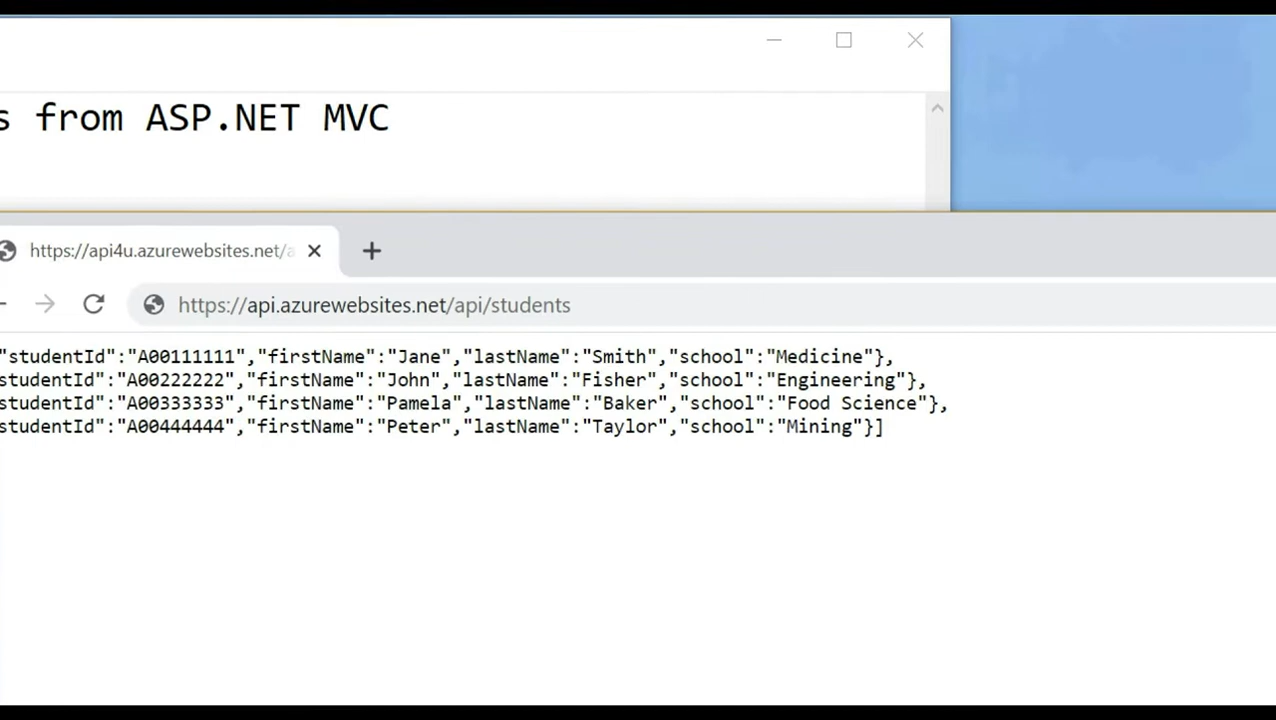 s from ASP.NET MVC
https://api4u.azurewebsites.net/a
https://api.azurewebsites.net/api/students
"studentId":"A00111111","firstName":"Jane","lastName":"Smith","school":"Medicine"},
studentId":"A00222222","firstName":"John","lastName":"Fisher","school":"Engineering"},
studentId":"A00333333","firstName":"Pamela","lastName":"Baker","school":"Food Science"},
studentId":"A00444444","firstName":"Peter","lastName":"Taylor","school":"Mining"}]